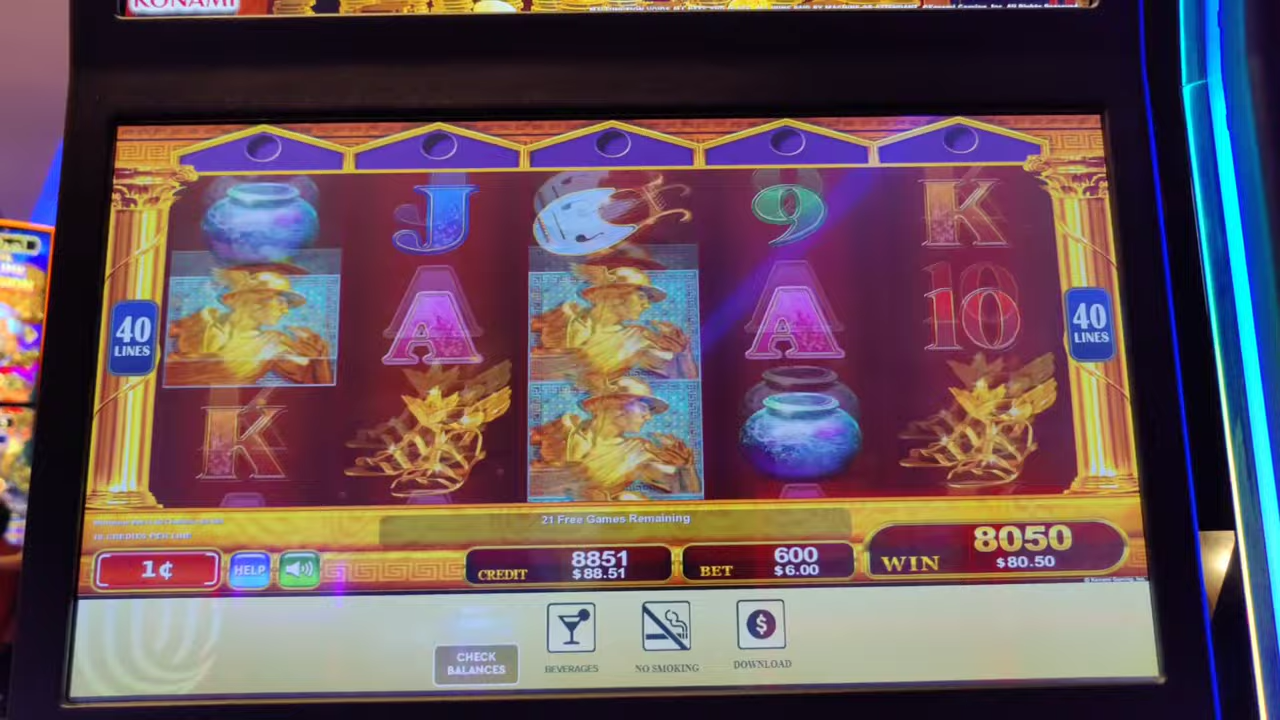 KONAMI
J
9
K
40
LINES
A
A
10
40
LINES
K
21 Free Games Remaining
1¢
HELP
CREDIT
8851
$88.51
BET
600
$6.00
WIN
8050
$80.50
CHECK
BALANCES
BEVERAGES
NO SMOKING
DOWNLOAD